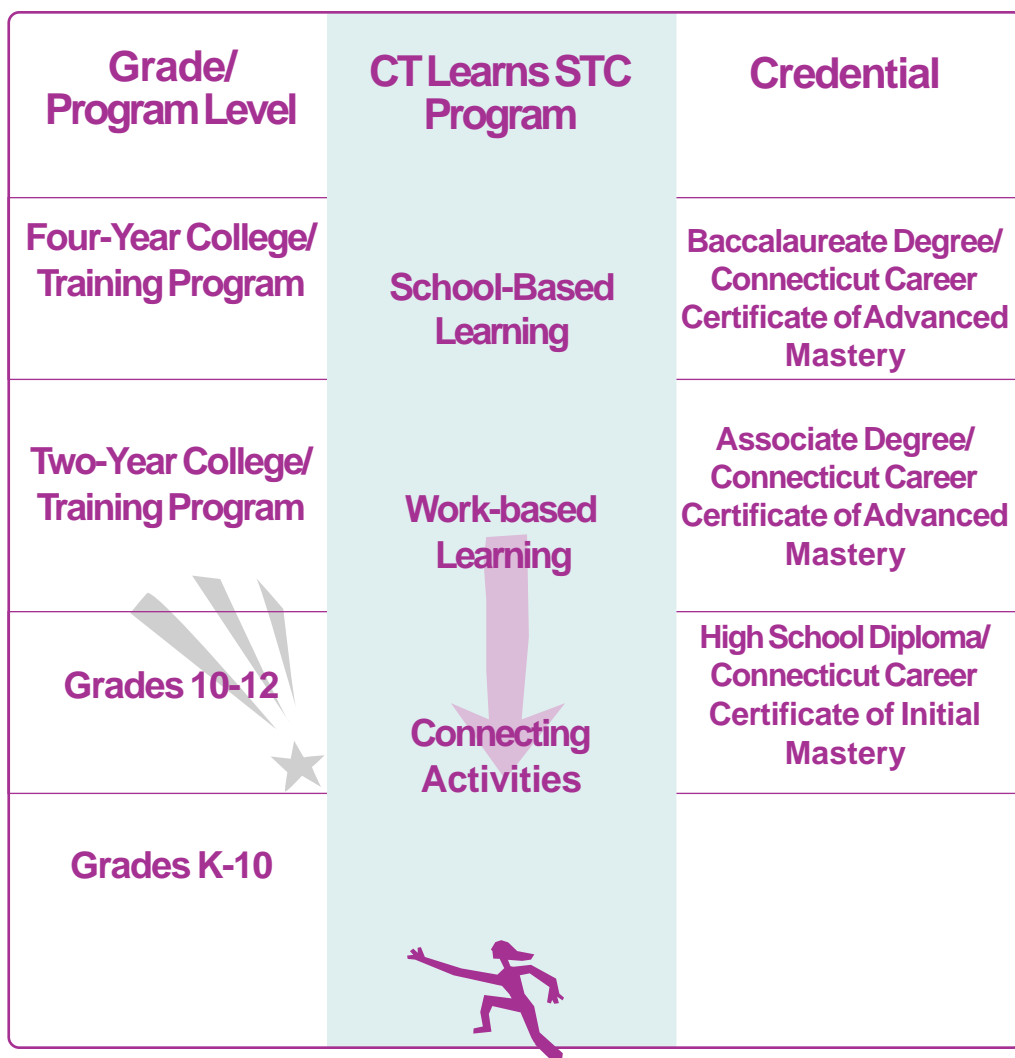 Grade/
Program Level
CT Learns STC
Program
Credential
Four-Year College/
Training Program
School-Based
Learning
Baccalaureate Degree/
Connecticut Career
Certificate of Advanced
Mastery
Two-Year College/
Training Program
Work-based
Learning
Associate Degree/
Connecticut Career
Certificate of Advanced
Mastery
Grades 10-12
Connecting
Activities
High School Diploma/
Connecticut Career
Certificate of Initial
Mastery
Grades K-10